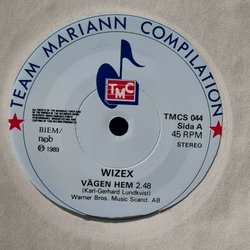 TEAM MARIANN COMPILATION
TMC
TMCS 044
Sida A
45 RPM
STEREO
BIEM/
nɔb
℗ 1989
WIZEX
VÄGEN HEM 2.48
(Karl-Gerhard Lundkvist)
Warner Bros. Music Scand. AB